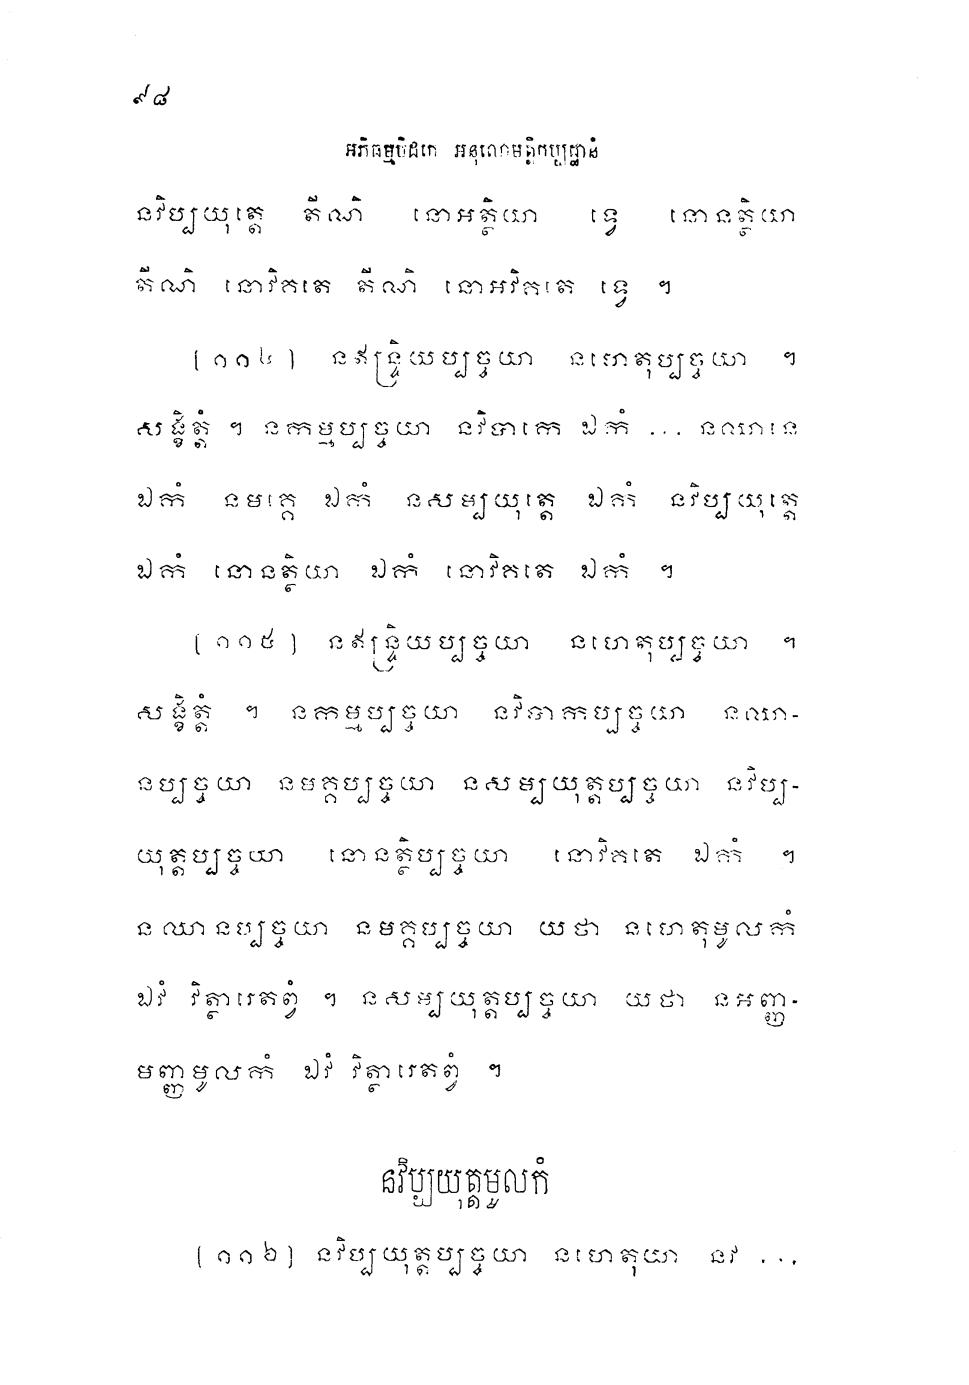 ៩៨
អភិធម្មបិដកេ អនុលោមត្តិកប្បដ្ឋានំ
នវិប្បយុត្តេ តីណិ នោអត្ថិយា ទ្វេ នោនត្ថិយា
តីណិ នោវិគតេ តីណិ នោអវិគតេ ទ្វេ ។
(១១៤) នឥន្ទ្រិយប្បច្ចយា នហេតុប្បច្ចយា ។
សង្ខិត្តំ ។ នកម្មប្បច្ចយា នវិបាកេ ឯកំ ... នឈានេ
ឯកំ នមគ្គេ ឯកំ នសម្បយុត្តេ ឯកំ នវិប្បយុត្តេ
ឯកំ នោនត្ថិយា ឯកំ នោវិគតេ ឯកំ ។
(១១៥) នឥន្ទ្រិយប្បច្ចយា នហេតុប្បច្ចយា ។
សង្ខិត្តំ ។ នកម្មប្បច្ចយា នវិបាកប្បច្ចយា នឈា-
នប្បច្ចយា នមគ្គប្បច្ចយា នសម្បយុត្តប្បច្ចយា នវិប្ប-
យុត្តប្បច្ចយា នោនត្ថិប្បច្ចយា នោវិគតេ ឯកំ ។
នឈានប្បច្ចយា នមគ្គប្បច្ចយា យថា នហេតុមូលកំ
ឯវំ វិត្ថារេតព្វំ ។ នសម្បយុត្តប្បច្ចយា យថា នអញ្ញ-
មញ្ញមូលកំ ឯវំ វិត្ថារេតព្វំ ។
នវិប្បយុត្តមូលកំ
(១១៦) នវិប្បយុត្តប្បច្ចយា នហេតុយា នវ ...